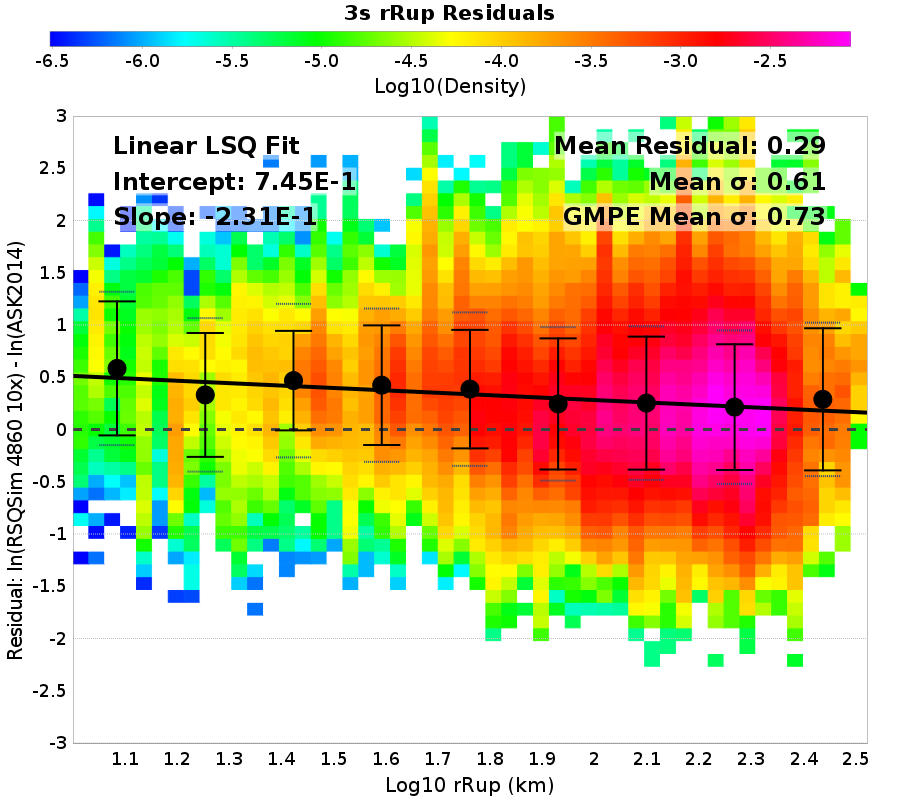 3s rRup Residuals
-6.5 -6.0 -5.5 -5.0 -4.5 -4.0 -3.5 -3.0 -2.5
Log10(Density)
Linear LSQ Fit
Intercept: 7.45E-1
Slope: -2.31E-1
Mean Residual: 0.29
Mean σ: 0.61
GMPE Mean σ: 0.73
Residual: ln(RSQSim 4860 10x) - ln(ASK2014)
3
2.5
2
1.5
1
0.5
0
-0.5
-1
-1.5
-2
-2.5
-3
1.1 1.2 1.3 1.4 1.5 1.6 1.7 1.8 1.9 2 2.1 2.2 2.3 2.4 2.5
Log10 rRup (km)